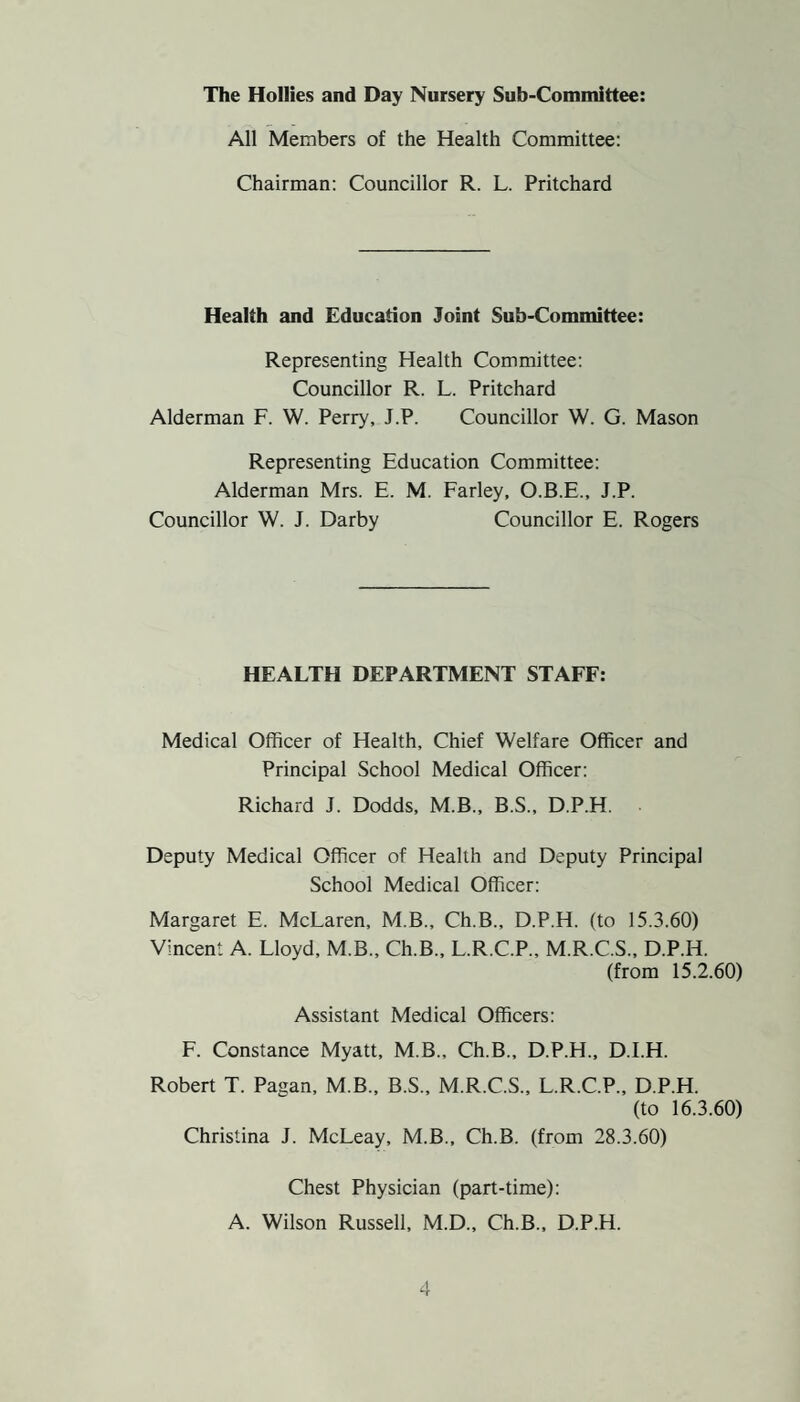 The Hollies and Day Nursery Sub-Committee:
All Members of the Health Committee:
Chairman: Councillor R. L. Pritchard
Health and Education Joint Sub-Committee:
Representing Health Committee:
Councillor R. L. Pritchard
Alderman F. W. Perry, J.P. Councillor W. G. Mason
Representing Education Committee:
Alderman Mrs. E. M. Farley, O.B.E., J.P.
Councillor W. J. Darby Councillor E. Rogers
HEALTH DEPARTMENT STAFF:
Medical Officer of Health, Chief Welfare Officer and
Principal School Medical Officer:
Richard J. Dodds, M.B., B.S., D.P.H.
Deputy Medical Officer of Health and Deputy Principal
School Medical Officer:
Margaret E. McLaren, M.B., Ch.B., D.P.H. (to 15.3.60)
Vincent A. Lloyd, M.B., Ch.B., L.R.C.P., M.R.C.S., D.P.H.
(from 15.2.60)
Assistant Medical Officers:
F. Constance Myatt, M.B., Ch.B., D.P.H., D.I.H.
Robert T. Pagan, M.B., B.S., M.R.C.S., L.R.C.P., D.P.H.
(to 16.3.60)
Christina J. McLeay, M.B., Ch.B. (from 28.3.60)
Chest Physician (part-time):
A. Wilson Russell, M.D., Ch.B., D.P.H.
4